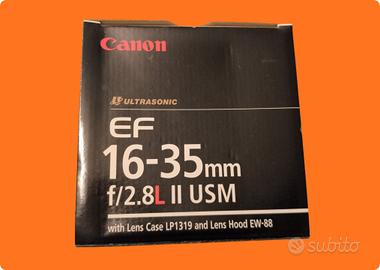 Canon
ULTRASONIC
EF
16-35mm
f/2.8L II USM
with Lens Case LP1319 and Lens Hood EW-88
subito